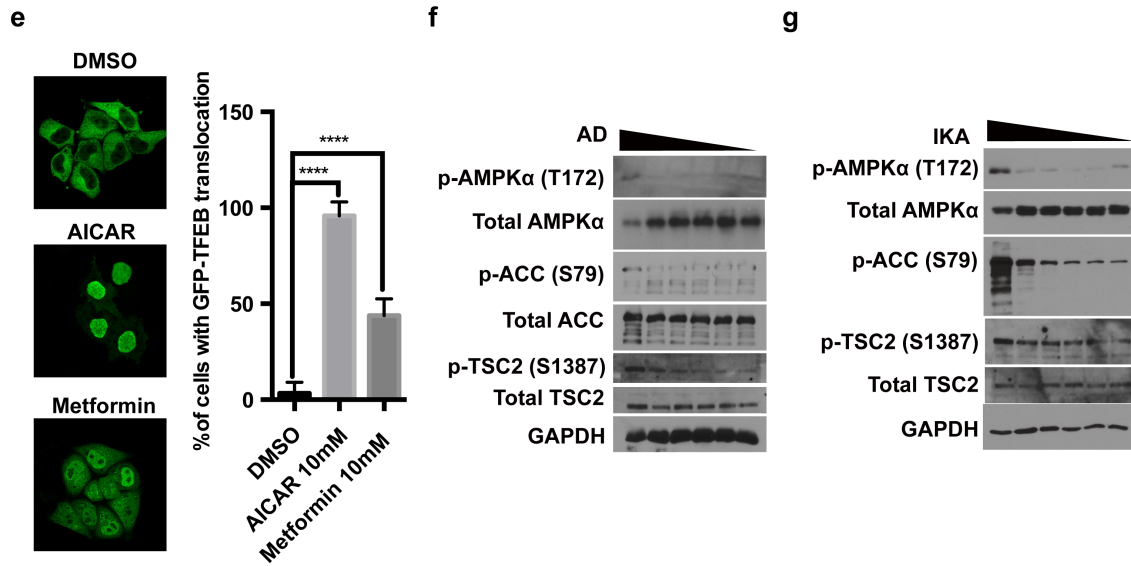 e
DMSO
AICAR
Metformin
% of cells with GFP-TFEB translocation
150
100
50
0
****
****
DMSO
AICAR 10mM
Metformin 10mM
f
AD
p-AMPKα (T172)
Total AMPKα
p-ACC (S79)
Total ACC
p-TSC2 (S1387)
Total TSC2
GAPDH
g
IKA
p-AMPKα (T172)
Total AMPKα
p-ACC (S79)
p-TSC2 (S1387)
Total TSC2
GAPDH